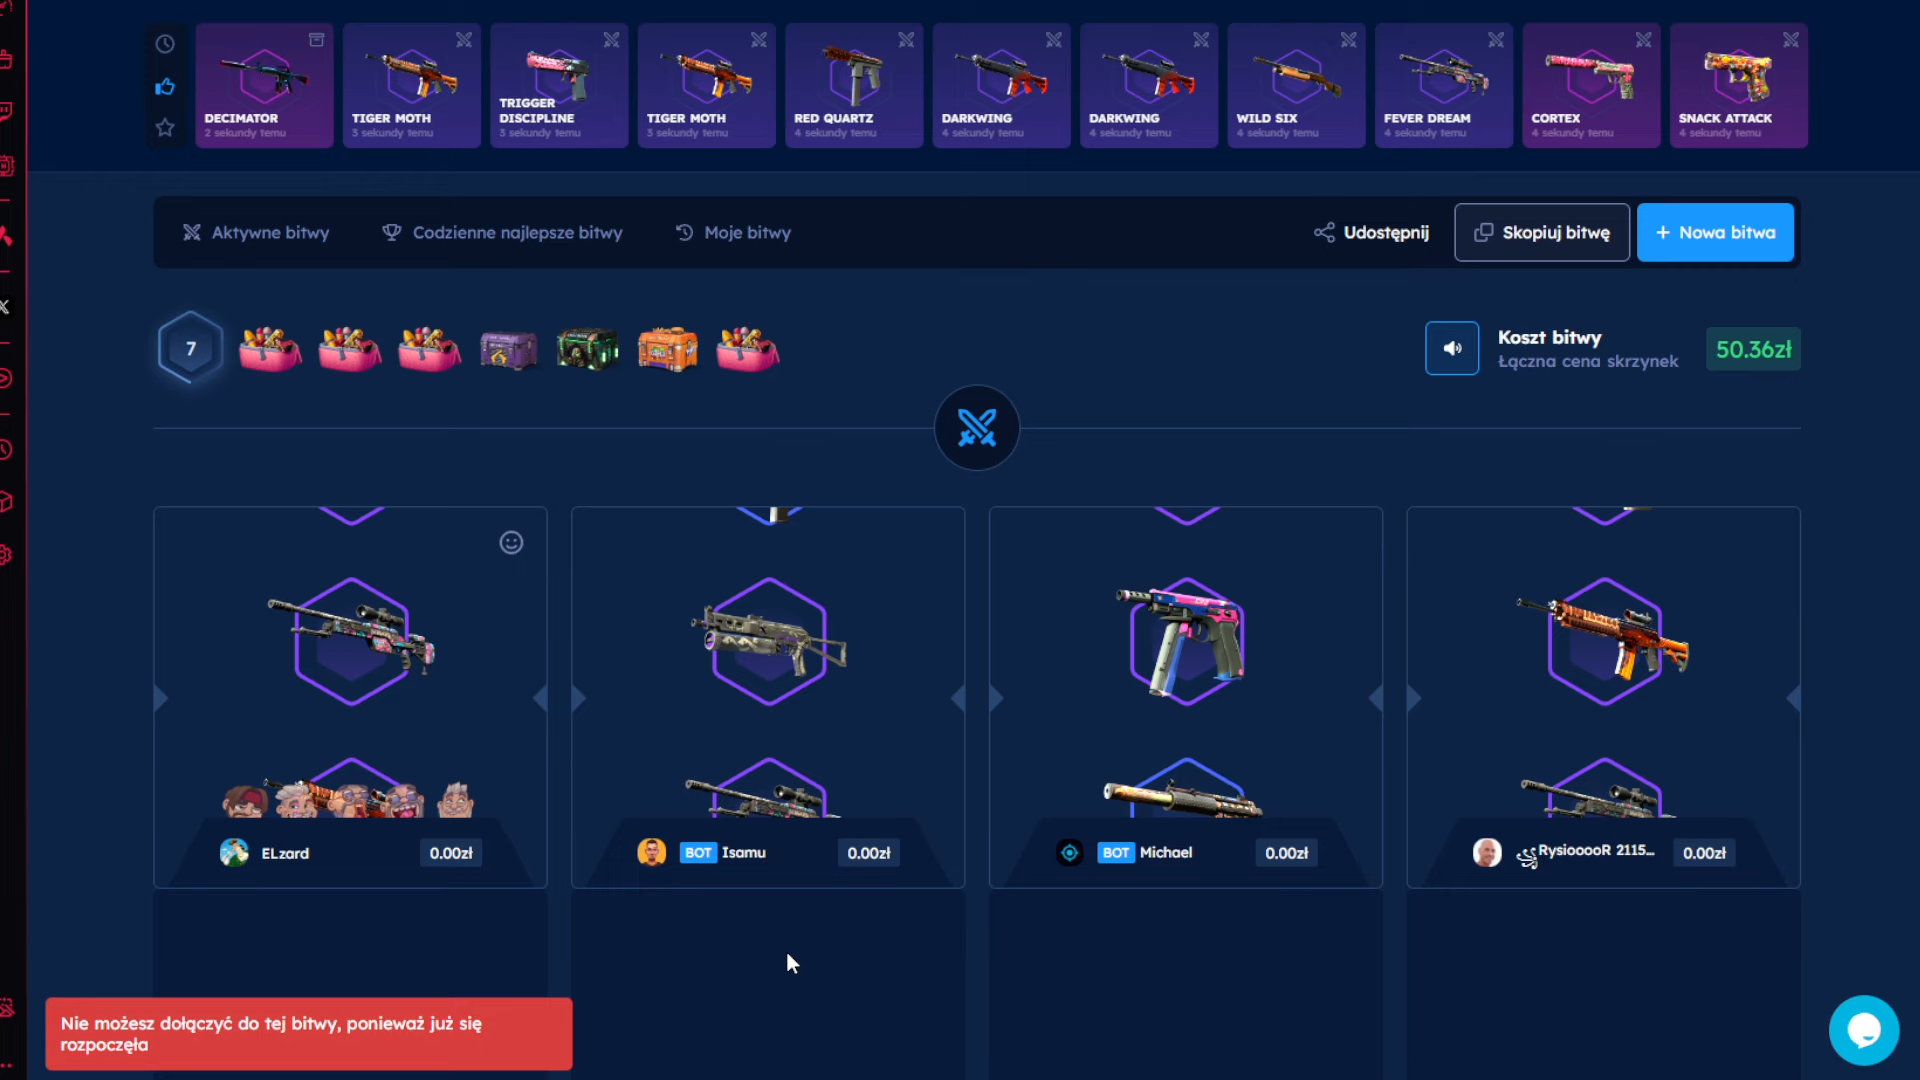 DECIMATOR
2 sekundy temu
TIGER MOTH
3 sekundy temu
TRIGGER
DISCIPLINE
3 sekundy temu
TIGER MOTH
3 sekundy temu
RED QUARTZ
4 sekundy temu
DARKWING
4 sekundy temu
DARKWING
4 sekundy temu
WILD SIX
4 sekundy temu
FEVER DREAM
4 sekundy temu
CORTEX
4 sekundy temu
SNACK ATTACK
4 sekundy temu
Aktywne bitwy
Codzienne najlepsze bitwy
Moje bitwy
Udostępnij
Skopiuj bitwę
+ Nowa bitwa
7
Koszt bitwy
Łączna cena skrzynek
50.36zł
ELzard
0.00zł
BOT Isamu
0.00zł
BOT Michael
0.00zł
RysiooooR 2115...
0.00zł
Nie możesz dołączyć do tej bitwy, ponieważ już się
rozpoczęła